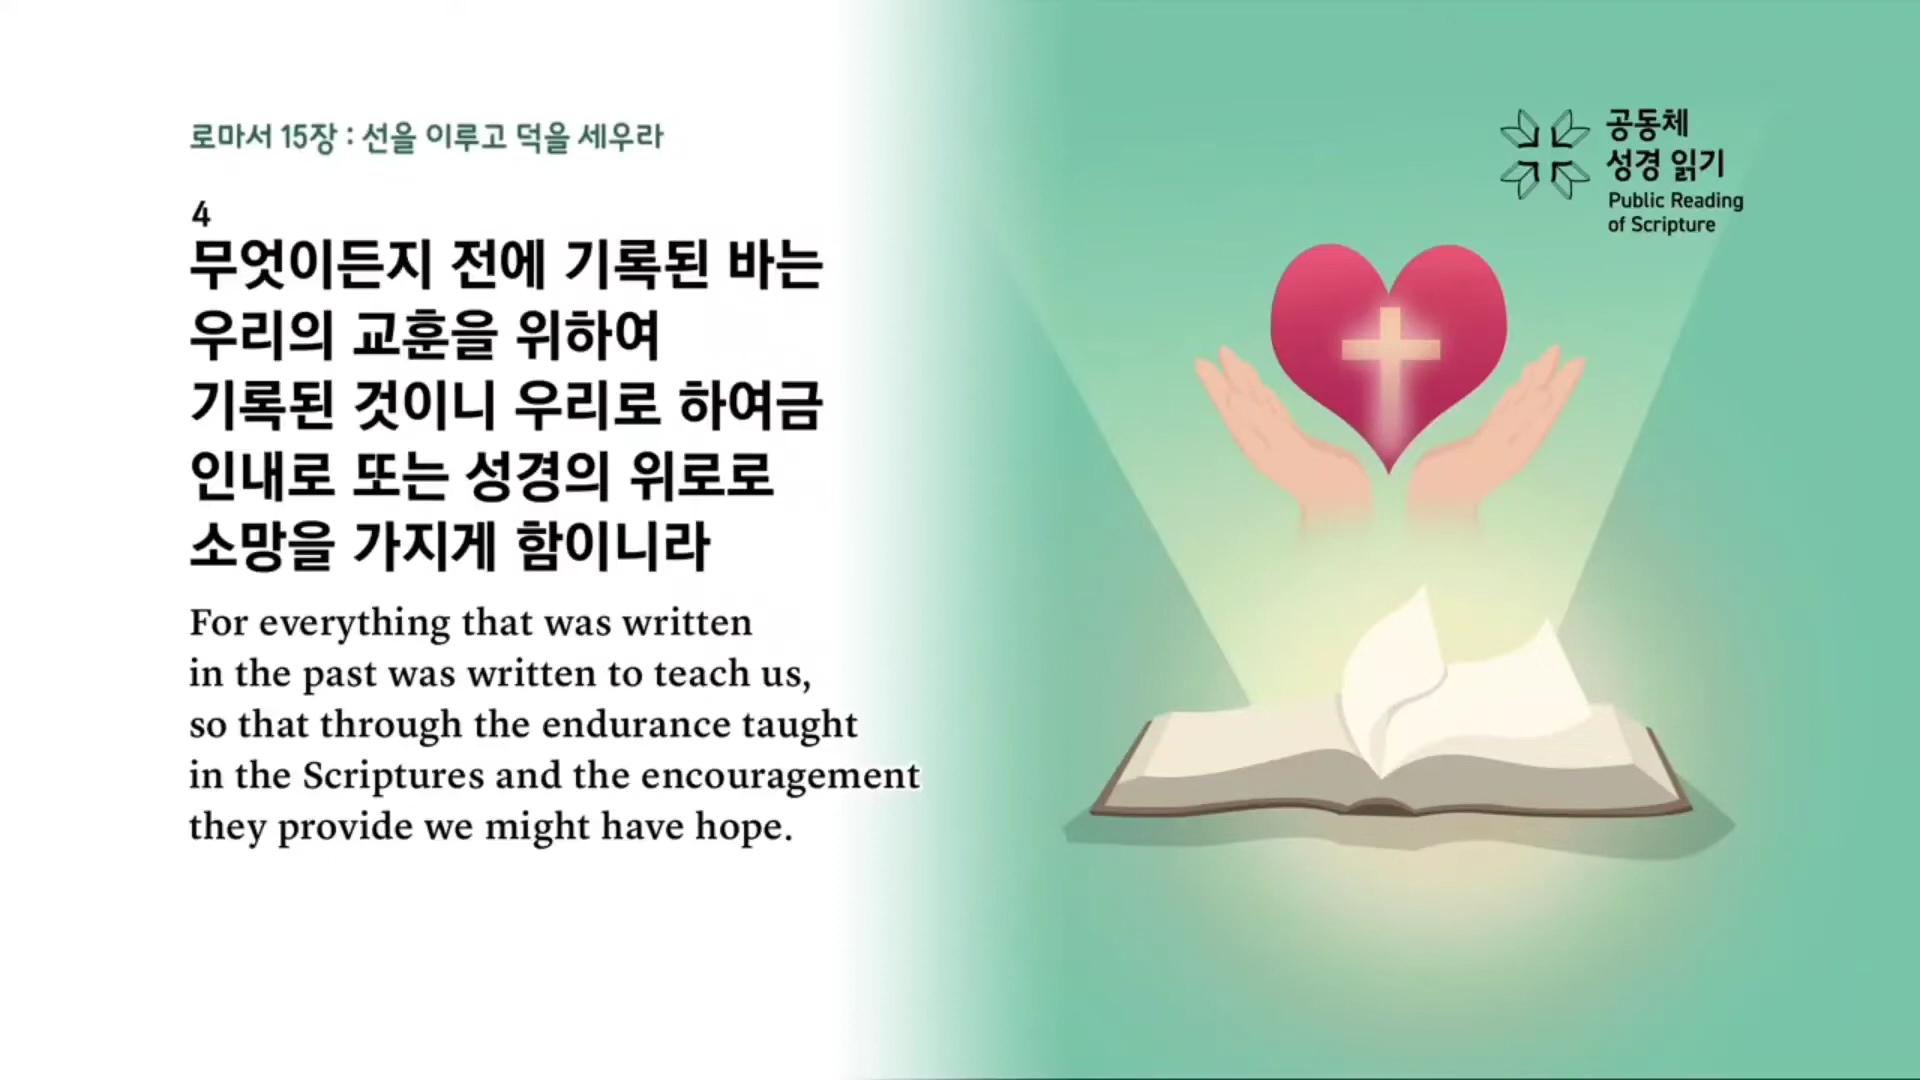 로마서 15장 : 선을 이루고 덕을 세우라
4
무엇이든지 전에 기록된 바는
우리의 교훈을 위하여
기록된 것이니 우리로 하여금
인내로 또는 성경의 위로로
소망을 가지게 함이니라
For everything that was written
in the past was written to teach us,
so that through the endurance taught
in the Scriptures and the encouragement
they provide we might have hope.
공동체
성경 읽기
Public Reading
of Scripture